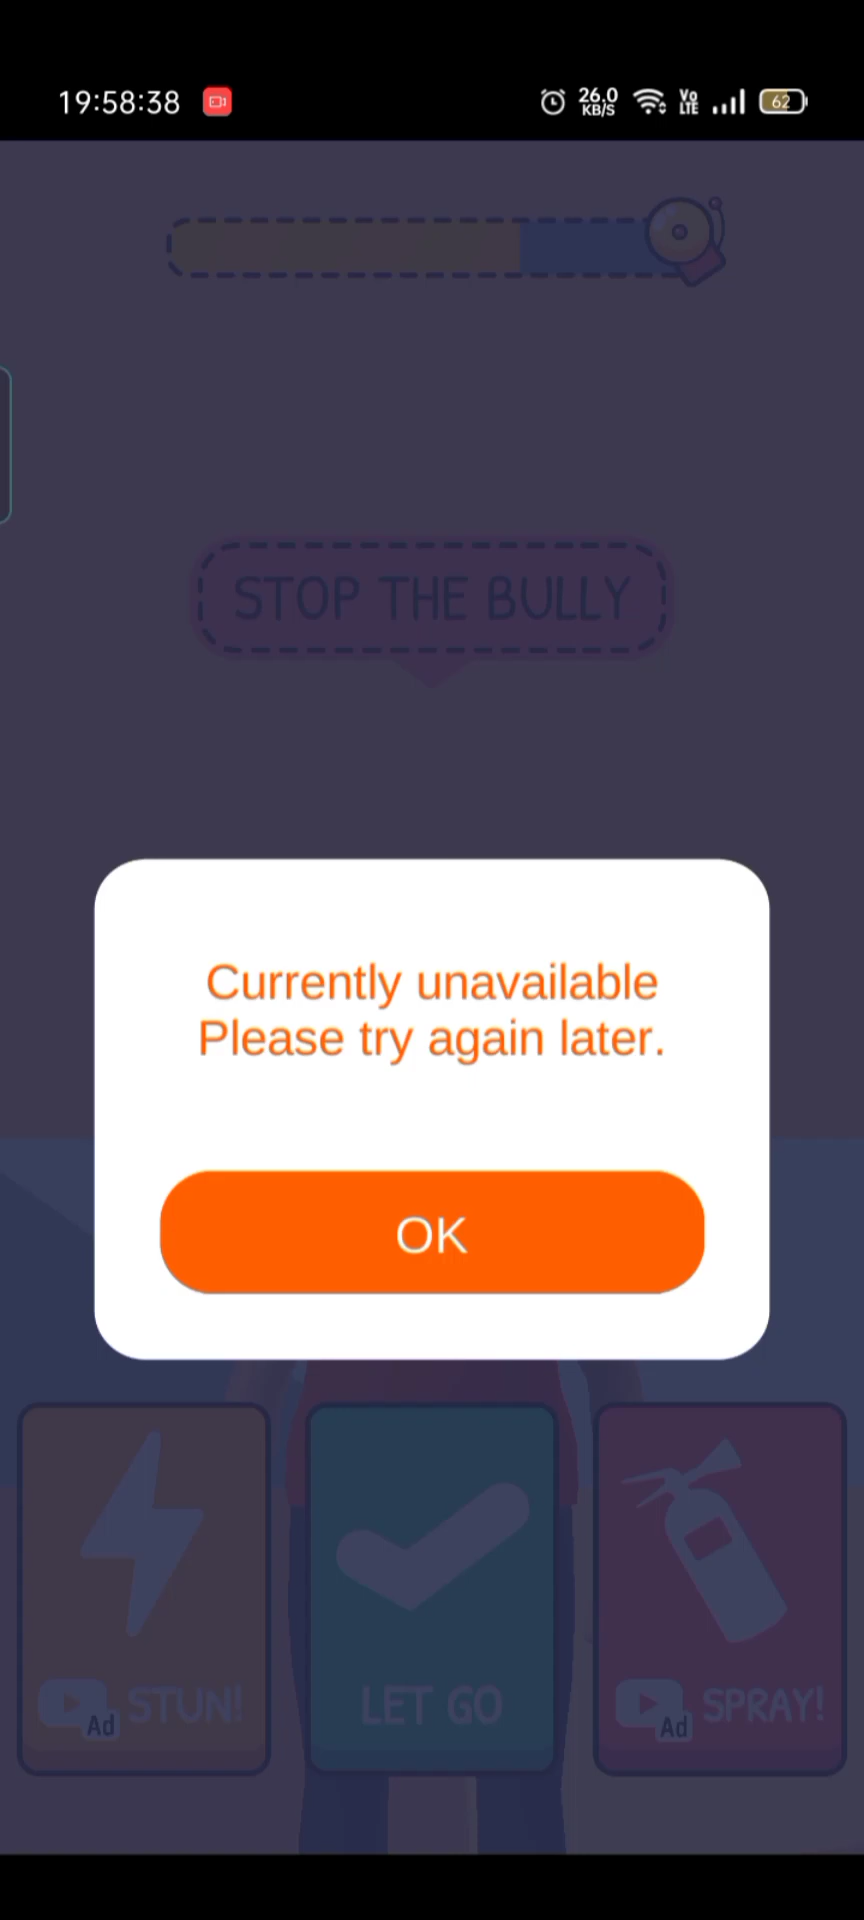 19:58:38
26.0
KB/S
Vo
LTE
62
STOP THE BULLY
Currently unavailable
Please try again later.
OK
Ad STUN!
LET GO
Ad SPRAY!